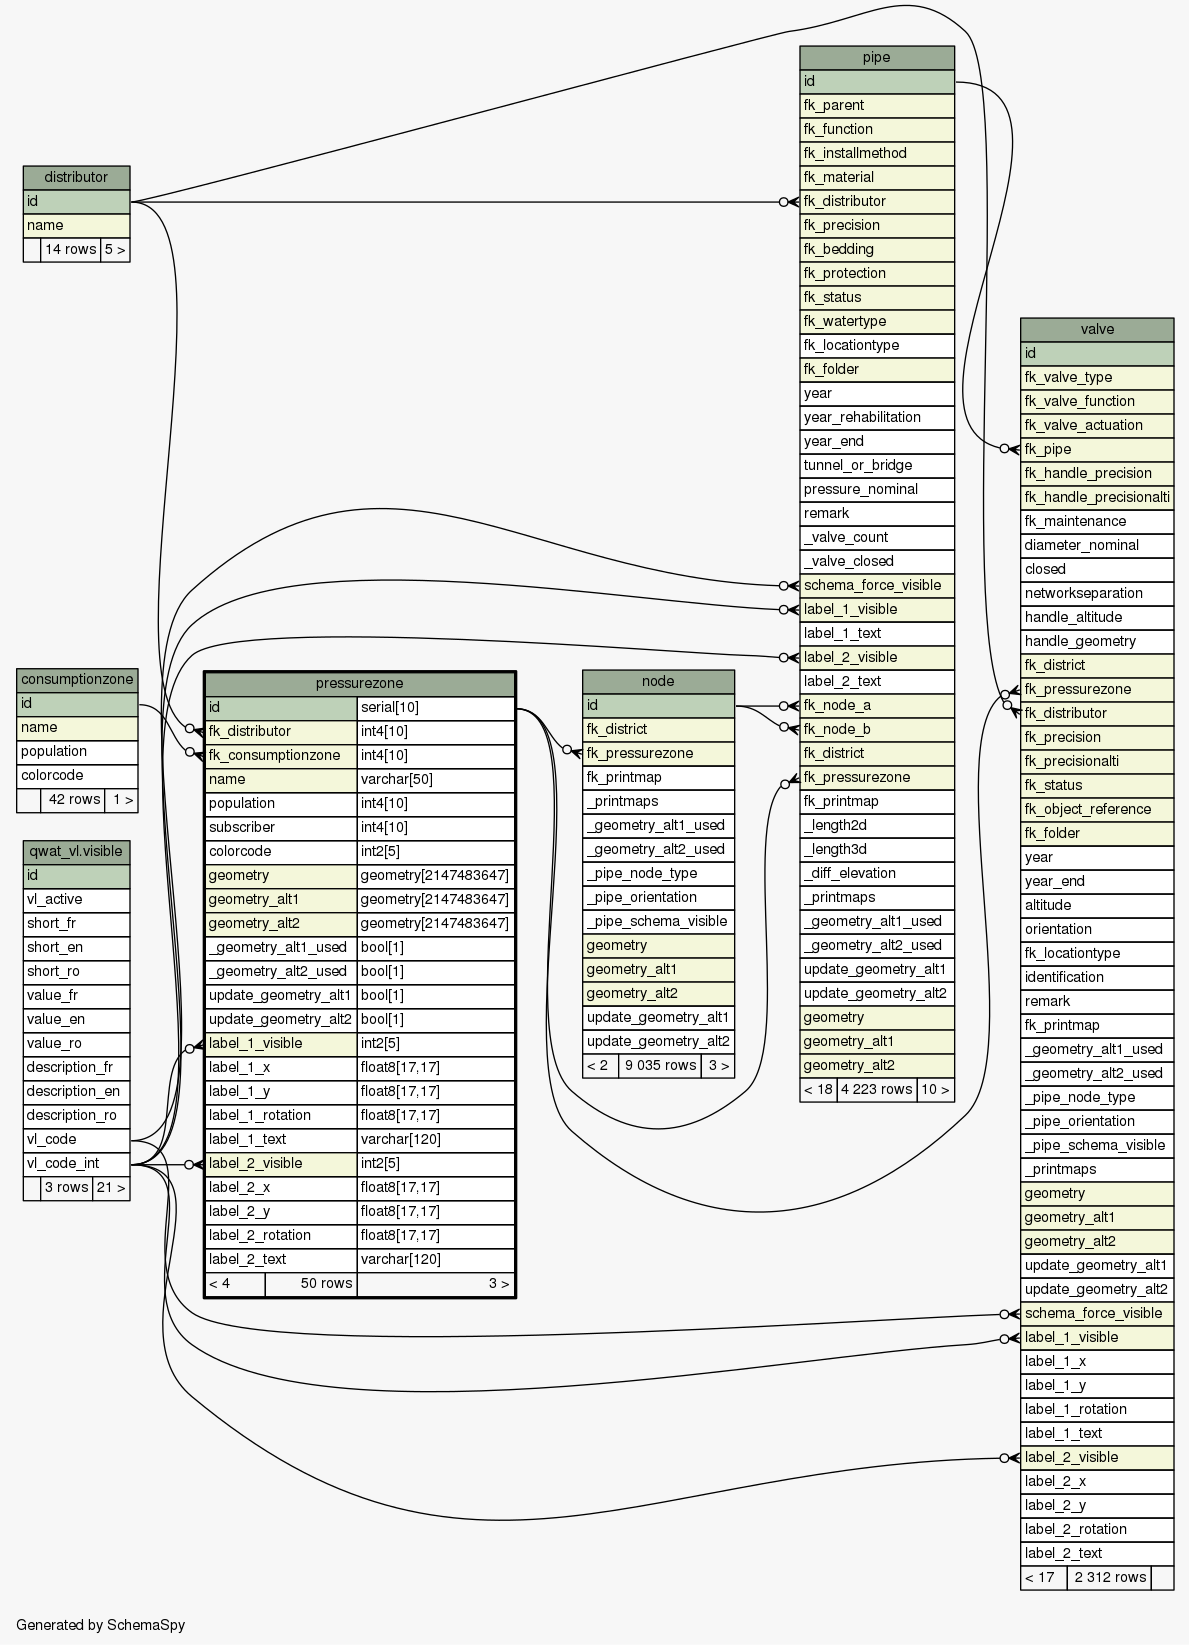 pipe
id
fk_parent
fk_function
fk_installmethod
fk_material
fk_distributor
fk_precision
fk_bedding
fk_protection
fk_status
fk_watertype
fk_locationtype
fk_folder
year
year_rehabilitation
year_end
tunnel_or_bridge
pressure_nominal
remark
_valve_count
_valve_closed
schema_force_visible
label_1_visible
label_1_text
label_2_visible
label_2_text
fk_node_a
fk_node_b
fk_district
fk_pressurezone
fk_printmap
_length2d
_length3d
_diff_elevation
_printmaps
_geometry_alt1_used
_geometry_alt2_used
update_geometry_alt1
update_geometry_alt2
geometry
geometry_alt1
geometry_alt2
< 18 4 223 rows 10 >
distributor
id
name
14 rows 5 >
valve
id
fk_valve_type
fk_valve_function
fk_valve_actuation
fk_pipe
fk_handle_precision
fk_handle_precisionalti
fk_maintenance
diameter_nominal
closed
networkseparation
handle_altitude
handle_geometry
fk_district
fk_pressurezone
fk_distributor
fk_precision
fk_precisionalti
fk_status
fk_object_reference
fk_folder
year
year_end
altitude
orientation
fk_locationtype
identification
remark
fk_printmap
_geometry_alt1_used
_geometry_alt2_used
_pipe_node_type
_pipe_orientation
_pipe_schema_visible
_printmaps
geometry
geometry_alt1
geometry_alt2
update_geometry_alt1
update_geometry_alt2
schema_force_visible
label_1_visible
label_1_x
label_1_y
label_1_rotation
label_1_text
label_2_visible
label_2_x
label_2_y
label_2_rotation
label_2_text
< 17 2 312 rows
consumptionzone
id
name
population
colorcode
42 rows 1 >
pressurezone
id serial[10]
fk_distributor int4[10]
fk_consumptionzone int4[10]
name varchar[50]
population int4[10]
subscriber int4[10]
colorcode int2[5]
geometry geometry[2147483647]
geometry_alt1 geometry[2147483647]
geometry_alt2 geometry[2147483647]
_geometry_alt1_used bool[1]
_geometry_alt2_used bool[1]
update_geometry_alt1 bool[1]
update_geometry_alt2 bool[1]
label_1_visible int2[5]
label_1_x float8[17,17]
label_1_y float8[17,17]
label_1_rotation float8[17,17]
label_1_text varchar[120]
label_2_visible int2[5]
label_2_x float8[17,17]
label_2_y float8[17,17]
label_2_rotation float8[17,17]
label_2_text varchar[120]
< 4 50 rows 3 >
node
id
fk_district
fk_pressurezone
fk_printmap
_printmaps
_geometry_alt1_used
_geometry_alt2_used
_pipe_node_type
_pipe_orientation
_pipe_schema_visible
geometry
geometry_alt1
geometry_alt2
update_geometry_alt1
update_geometry_alt2
< 2 9 035 rows 3 >
qwat_vl.visible
id
vl_active
short_fr
short_en
short_ro
value_fr
value_en
value_ro
description_fr
description_en
description_ro
vl_code
vl_code_int
3 rows 21 >
Generated by SchemaSpy